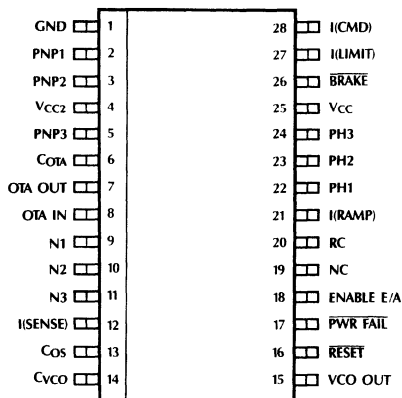 GND 1 28 I(CMD)
PNP1 2 27 I(LIMIT)
PNP2 3 26 BRAKE
VCC2 4 25 VCC
PNP3 5 24 PH3
COTA 6 23 PH2
OTA OUT 7 22 PH1
OTA IN 8 21 I(RAMP)
N1 9 20 RC
N2 10 19 NC
N3 11 18 ENABLE E/A
I(SENSE) 12 17 PWR FAIL
COS 13 16 RESET
CVCO 14 15 VCO OUT